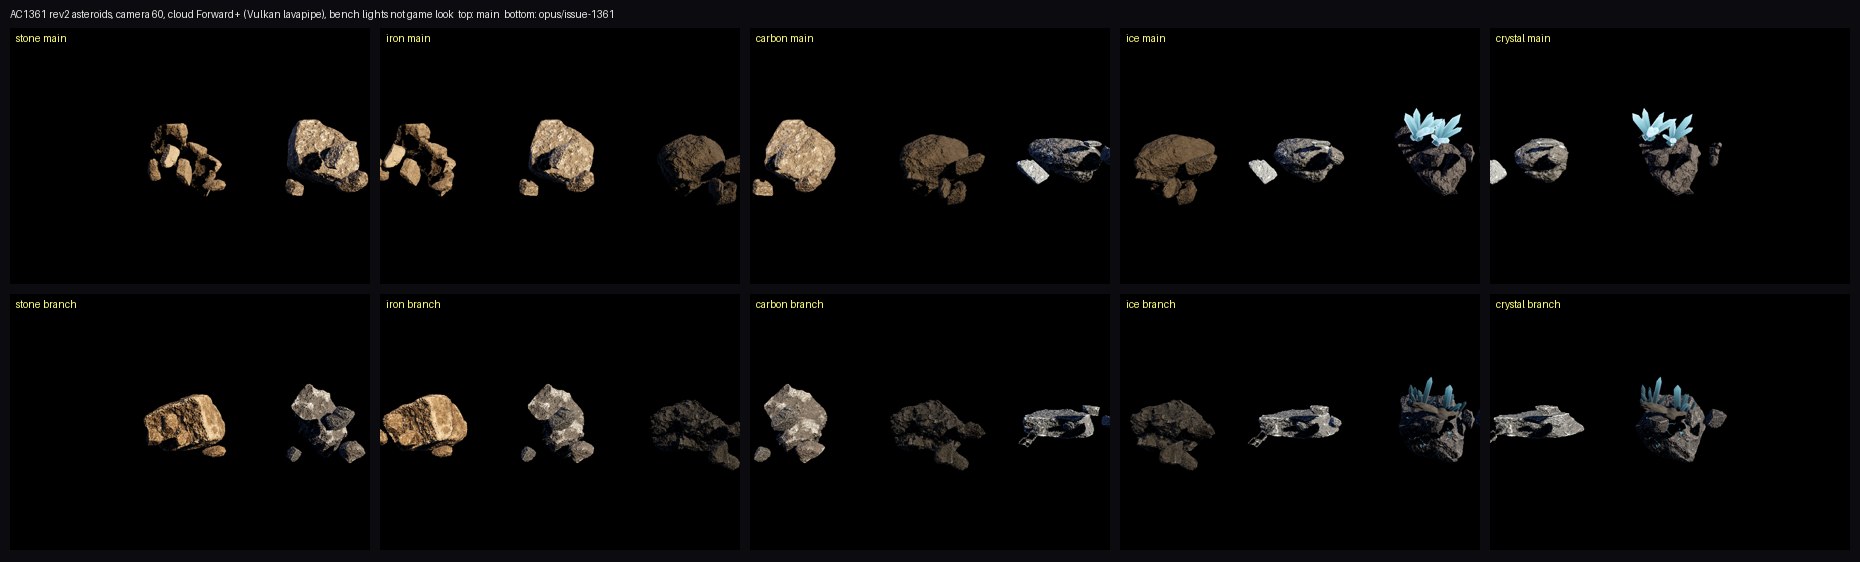 AC1361 rev2 asteroids, camera 60, cloud Forward+ (Vulkan lavapipe), bench lights not game look top: main bottom: opus/issue-1361
stone main
iron main
carbon main
ice main
crystal main
stone branch
iron branch
carbon branch
ice branch
crystal branch